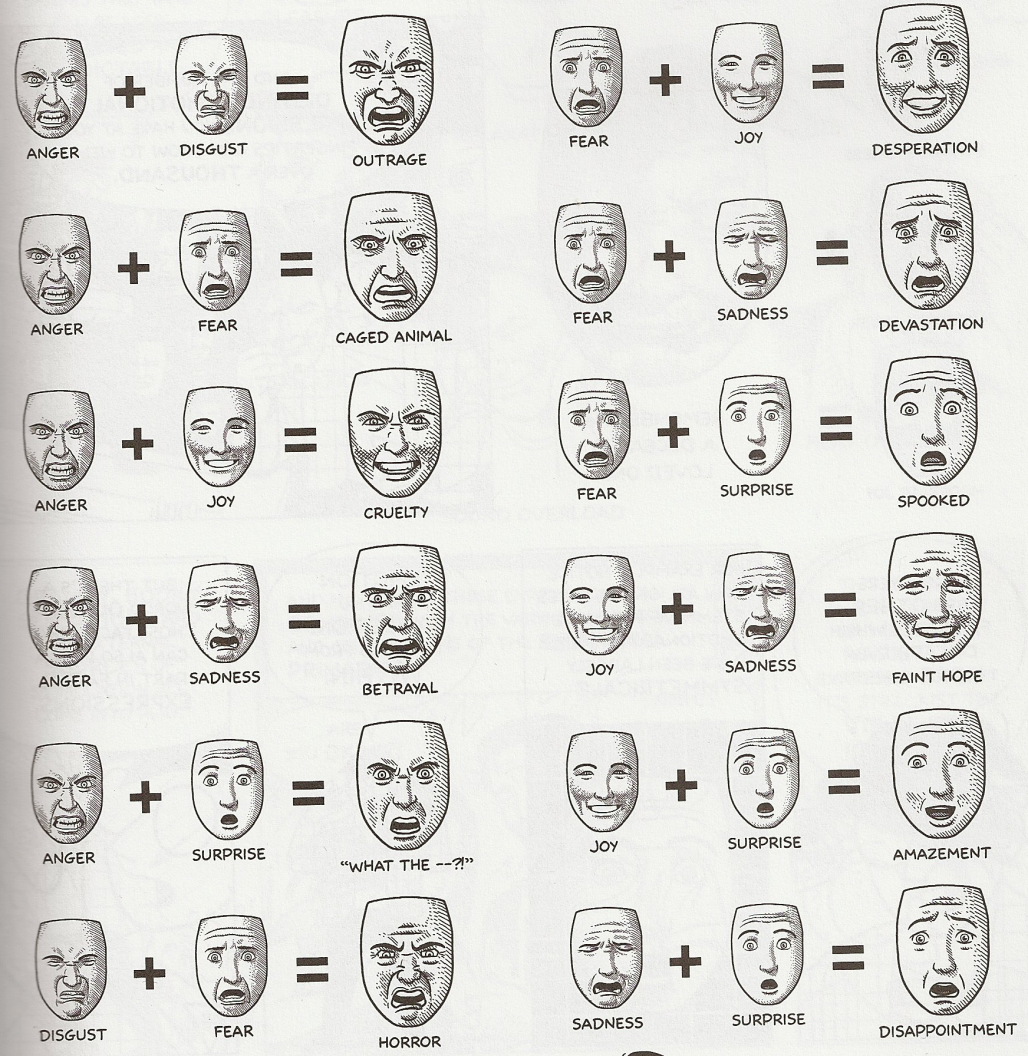 ANGER + DISGUST = OUTRAGE
ANGER + FEAR = CAGED ANIMAL
ANGER + JOY = CRUELTY
ANGER + SADNESS = BETRAYAL
ANGER + SURPRISE = "WHAT THE --?!"
DISGUST + FEAR = HORROR
FEAR + JOY = DESPERATION
FEAR + SADNESS = DEVASTATION
FEAR + SURPRISE = SPOOKED
JOY + SADNESS = FAINT HOPE
JOY + SURPRISE = AMAZEMENT
SADNESS + SURPRISE = DISAPPOINTMENT